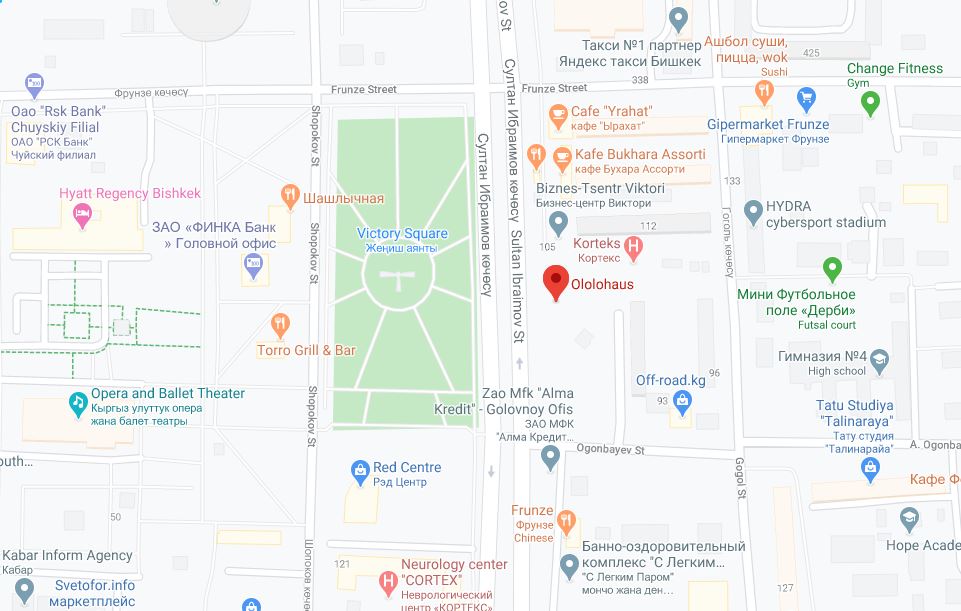 Такси №1 партнер
Яндекс такси Бишкек
Ашбол суши,
пицца, wok
Sushi
425
338
Change Fitness
Gym
Фрунзе көчөсү
Frunze Street
Frunze Street
Оао "Rsk Bank"
Chuyskiy Filial
ОАО "РСК Банк"
Чуйский филиал
Shopokov St
Султан Ибраимов көчөсү
Султан Ибраимов көчөсү
Cafe "Yrahat"
кафе "Ырахат"
Gipermarket Frunze
Гипермаркет Фрунзе
Kafe Bukhara Assorti
кафе Бухара Ассорти
133
Hyatt Regency Bishkek
Шашлычная
Biznes-Tsentr Viktori
Бизнес-центр Виктори
HYDRA
cybersport stadium
Гоголь көчөсү
ЗАО «ФИНКА Банк
» Головной офис
Shopokov St
Victory Square
Жеңиш аянты
112
105
Korteks
Кортекс
Sultan Ibraimov St
Ololohaus
Мини Футбольное
поле «Дерби»
Futsal court
Torro Grill & Bar
Гимназия №4
High school
96
Opera and Ballet Theater
Кыргыз улуттук опера
жана балет театры
Shopokov St
Zao Mfk "Alma
Kredit" - Golovnoy Ofis
ЗАО МФК
"Алма Кредит...
Off-road.kg
93
Tatu Studiya
"Talinaraya"
Тату студия
"Талинарайа"
Ogonbayev St
A. Ogonba
outh...
Red Centre
Рэд Центр
Gogol St
Кафе Ф
50
Frunze
Фрунзе
Chinese
Hope Acade
Kabar Inform Agency
Кабар
Банно-оздоровительный
комплекс "С Легким...
"С Легким Паром"
мончо жана ден...
Шопоков көч
121
Neurology center
"CORTEX"
Неврологический
центр «КОРТЕКС»
Svetofor.info
маркетплейс
127